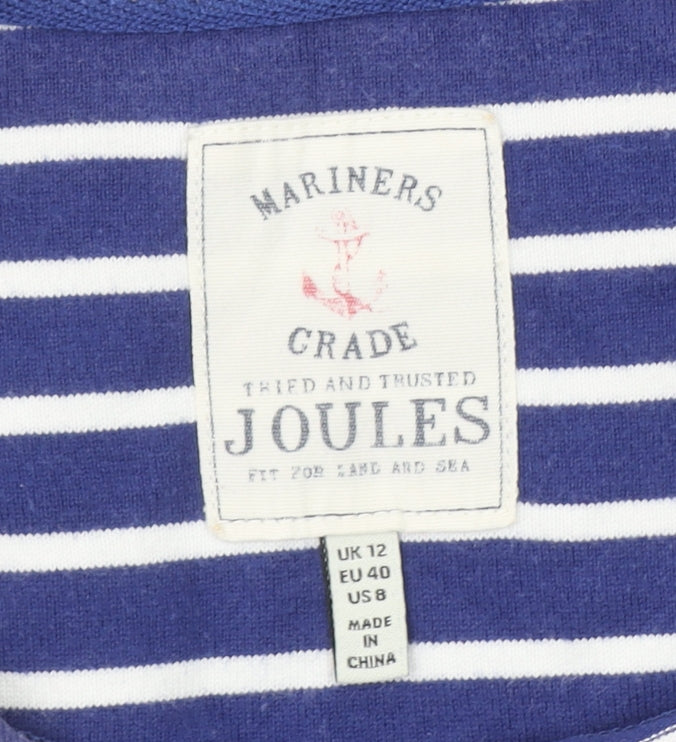 MARINERS
CRADE
TRIED AND TRUSTED
JOULES
FIT FOR LAND AND SEA
UK 12
EU 40
US 8
MADE
IN
CHINA